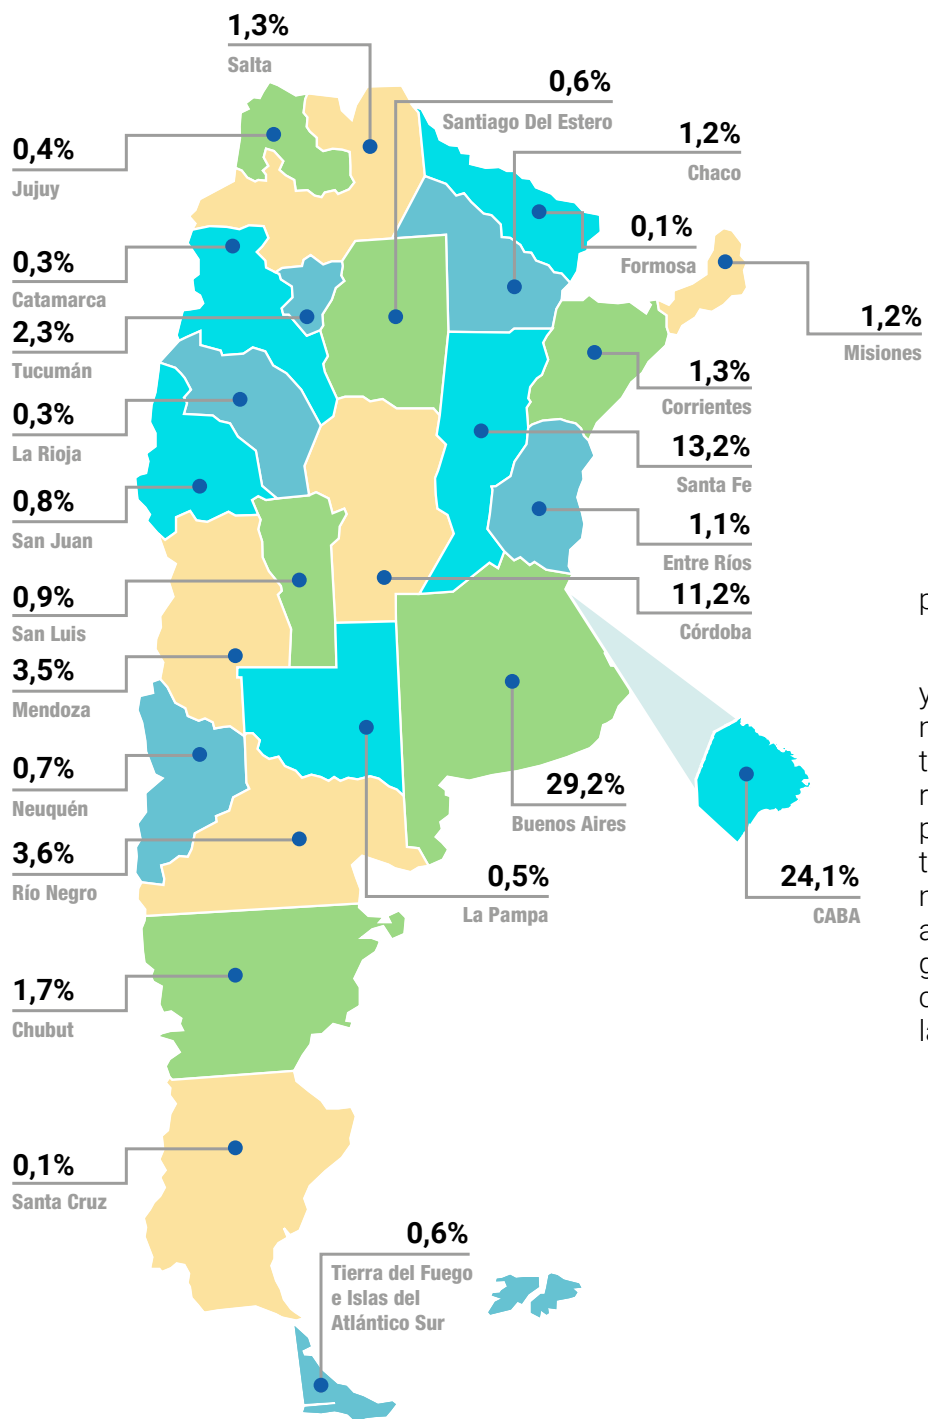 1,3%
Salta
0,6%
Santiago Del Estero
1,2%
Chaco
0,4%
Jujuy
0,1%
Formosa
0,3%
Catamarca
1,2%
Misiones
2,3%
Tucumán
1,3%
Corrientes
0,3%
La Rioja
13,2%
Santa Fe
0,8%
San Juan
1,1%
Entre Ríos
0,9%
San Luis
11,2%
Córdoba
3,5%
Mendoza
0,7%
Neuquén
29,2%
Buenos Aires
3,6%
Río Negro
0,5%
La Pampa
24,1%
CABA
1,7%
Chubut
0,1%
Santa Cruz
0,6%
Tierra del Fuego
e Islas del
Atlántico Sur